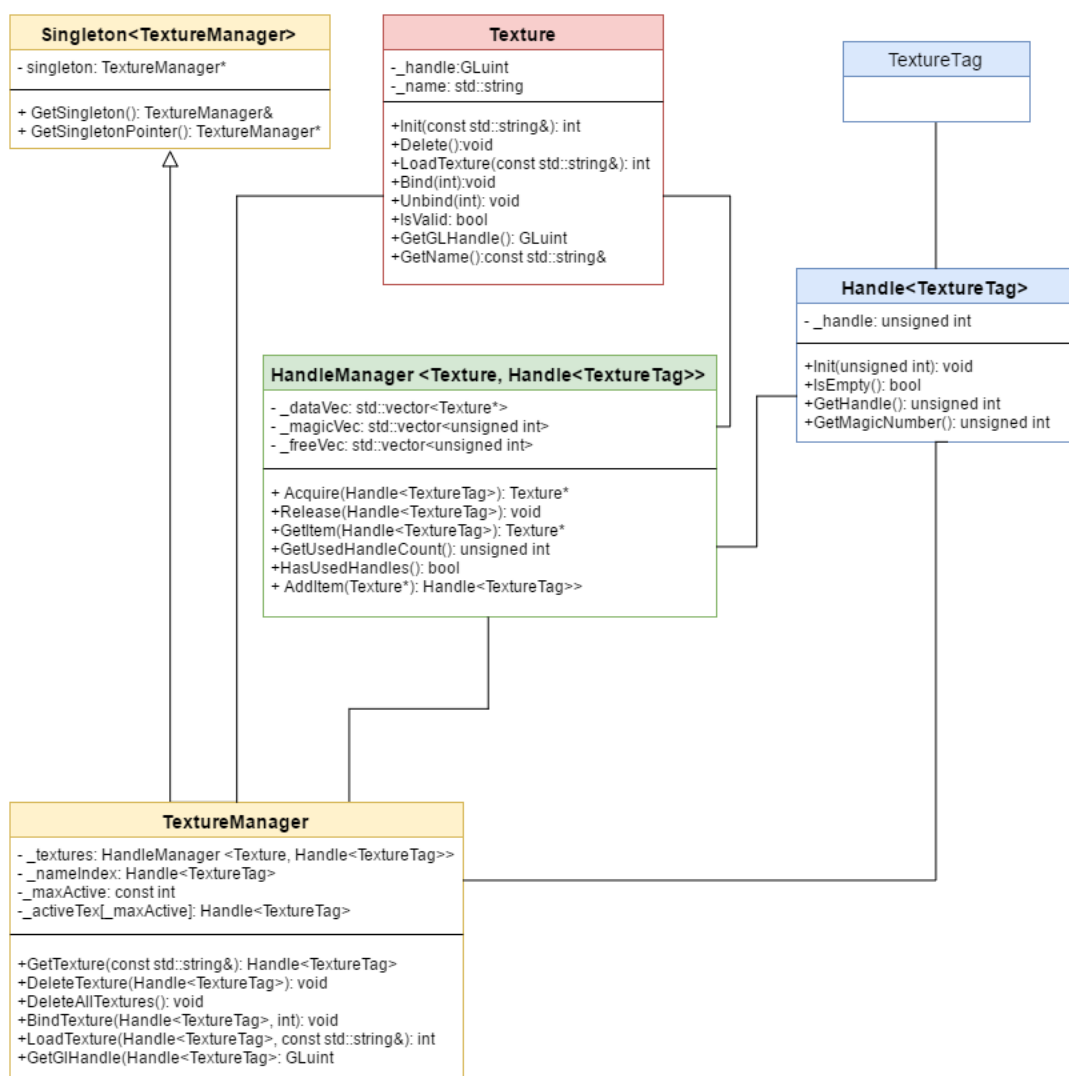 Singleton<TextureManager>
- singleton: TextureManager*
+ GetSingleton(): TextureManager&
+ GetSingletonPointer(): TextureManager*
Texture
-_handle:GLuint
-_name: std::string
+Init(const std::string&): int
+Delete():void
+LoadTexture(const std::string&): int
+Bind(int):void
+Unbind(int): void
+IsValid: bool
+GetGLHandle(): GLuint
+GetName():const std::string&
TextureTag
Handle<TextureTag>
- _handle: unsigned int
+Init(unsigned int): void
+IsEmpty(): bool
+GetHandle(): unsigned int
+GetMagicNumber(): unsigned int
HandleManager <Texture, Handle<TextureTag>>
- _dataVec: std::vector<Texture*>
- _magicVec: std::vector<unsigned int>
- _freeVec: std::vector<unsigned int>
+ Acquire(Handle<TextureTag>): Texture*
+Release(Handle<TextureTag>): void
+GetItem(Handle<TextureTag>): Texture*
+GetUsedHandleCount(): unsigned int
+HasUsedHandles(): bool
+ AddItem(Texture*): Handle<TextureTag>>
TextureManager
- _textures: HandleManager <Texture, Handle<TextureTag>>
- _nameIndex: Handle<TextureTag>
-_maxActive: const int
-_activeTex[_maxActive]: Handle<TextureTag>
+GetTexture(const std::string&): Handle<TextureTag>
+DeleteTexture(Handle<TextureTag>): void
+DeleteAllTextures(): void
+BindTexture(Handle<TextureTag>, int): void
+LoadTexture(Handle<TextureTag>, const std::string&): int
+GetGlHandle(Handle<TextureTag>: GLuint